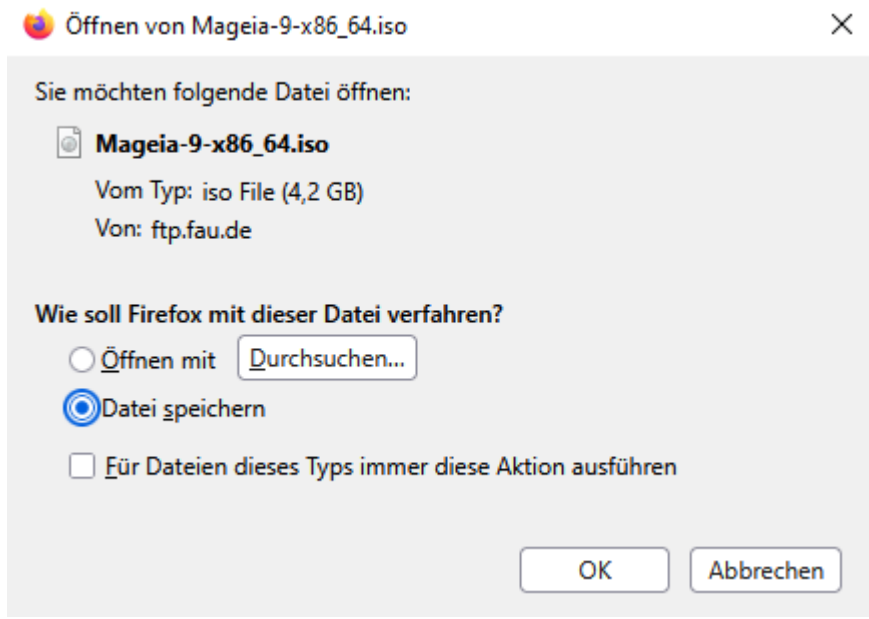 Öffnen von Mageia-9-x86_64.iso
Sie möchten folgende Datei öffnen:
Mageia-9-x86_64.iso
Vom Typ: iso File (4,2 GB)
Von: ftp.fau.de
Wie soll Firefox mit dieser Datei verfahren?
Öffnen mit Durchsuchen...
Datei speichern
Für Dateien dieses Typs immer diese Aktion ausführen
OK Abbrechen